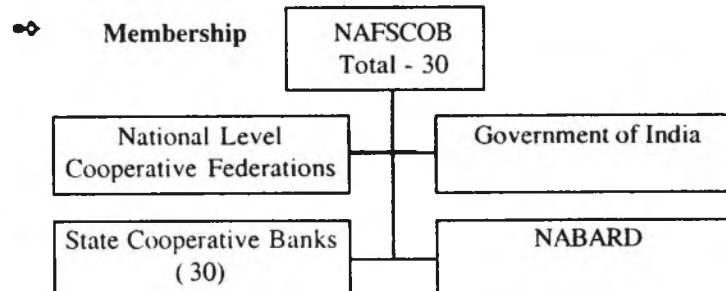 Membership
NAFSCOB
Total - 30
National Level
Cooperative Federations
Government of India
State Cooperative Banks
( 30)
NABARD